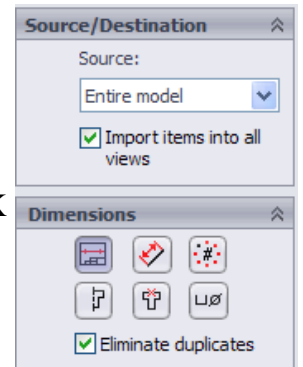 Source/Destination
Source:
Entire model
Import items into all
views
Dimensions
#
Eliminate duplicates